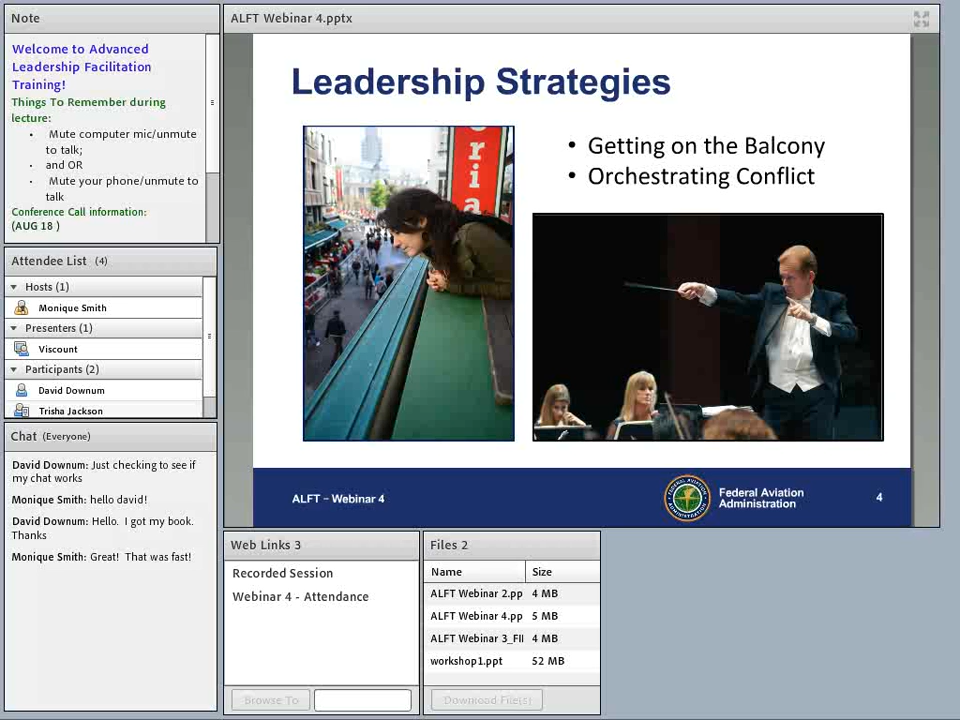 Note
Welcome to Advanced
Leadership Facilitation
Training!
Things To Remember during
lecture:
• Mute computer mic/unmute
to talk;
• and OR
• Mute your phone/unmute to
talk
Conference Call information:
(AUG 18 )
Attendee List (4)
Hosts (1)
Monique Smith
Presenters (1)
Viscount
Participants (2)
David Downum
Trisha Jackson
Chat (Everyone)
David Downum: Just checking to see if
my chat works
Monique Smith: hello david!
David Downum: Hello. I got my book.
Thanks
Monique Smith: Great! That was fast!
ALFT Webinar 4.pptx
Leadership Strategies
• Getting on the Balcony
• Orchestrating Conflict
ria
ALFT – Webinar 4
Federal Aviation
Administration
4
Web Links 3
Recorded Session
Webinar 4 - Attendance
Browse To
Files 2
Name Size
ALFT Webinar 2.pp 4 MB
ALFT Webinar 4.pp 5 MB
ALFT Webinar 3_FII 4 MB
workshop1.ppt 52 MB
Download File(s)